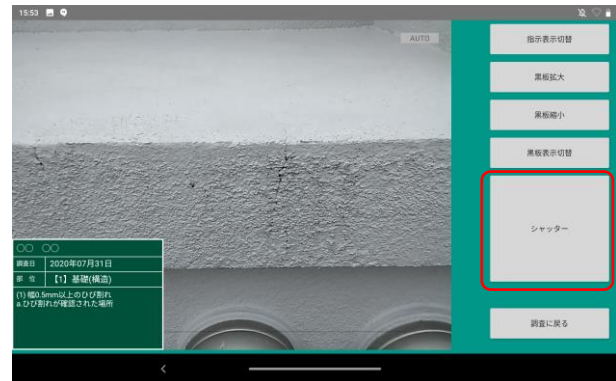 15:53
AUTO
指示表示切替
黒板拡大
黒板縮小
黒板表示切替
シャッター
調査に戻る
○○ ○○
調査日 2020年07月31日
部 位 【1】基礎(構造)
(1) 幅0.5mm以上のひび割れ
a.ひび割れが確認された場所